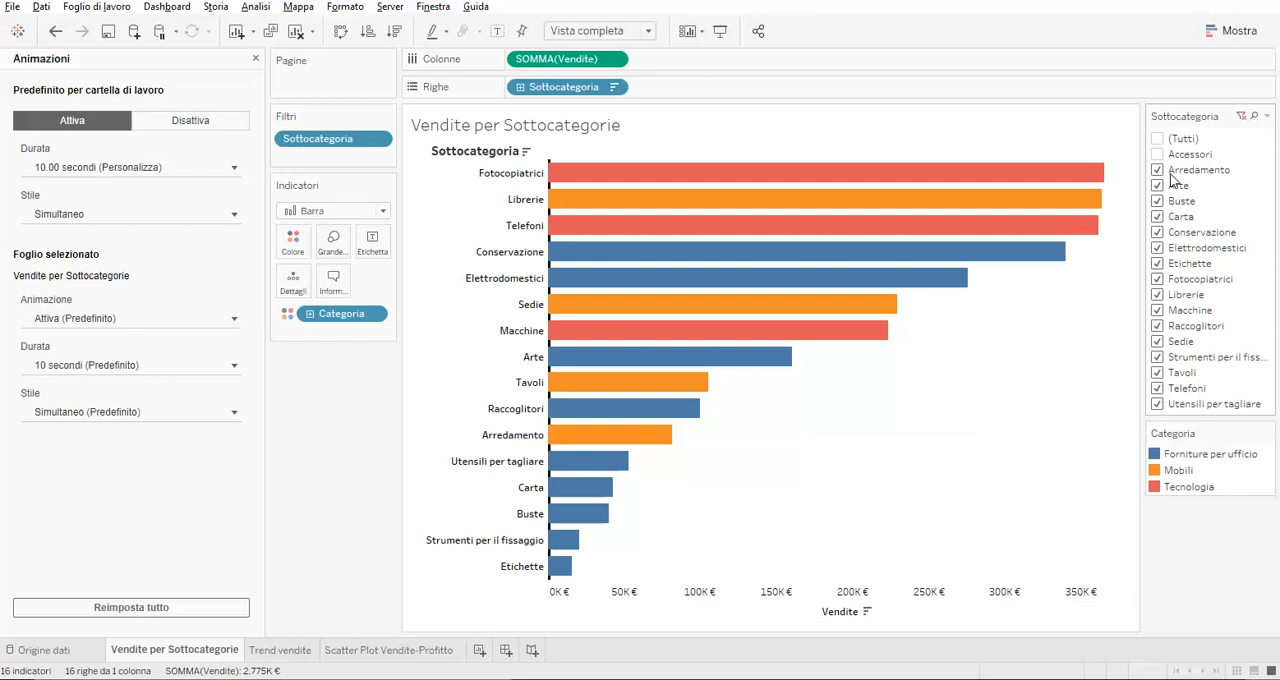 File Dati Foglio di lavoro Dashboard Storia Analisi Mappa Formato Server Finestra Guida
Vista completa
Mostra
Animazioni
Predefinito per cartella di lavoro
Attiva Disattiva
Durata
10.00 secondi (Personalizza)
Stile
Simultaneo
Foglio selezionato
Vendite per Sottocategorie
Animazione
Attiva (Predefinito)
Durata
10 secondi (Predefinito)
Stile
Simultaneo (Predefinito)
Reimposta tutto
Pagine
Filtri
Sottocategoria
Indicatori
Barra
Colore Grande... Etichetta
Dettagli Inform...
Categoria
Colonne SOMMA(Vendite)
Righe Sottocategoria
Vendite per Sottocategorie
Sottocategoria
Fotocopiatrici
Librerie
Telefoni
Conservazione
Elettrodomestici
Sedie
Macchine
Arte
Tavoli
Raccoglitori
Arredamento
Utensili per tagliare
Carta
Buste
Strumenti per il fissaggio
Etichette
0K € 50K € 100K € 150K € 200K € 250K € 300K € 350K €
Vendite
Sottocategoria
(Tutti)
Accessori
Arredamento
Buste
Carta
Conservazione
Elettrodomestici
Etichette
Fotocopiatrici
Librerie
Macchine
Raccoglitori
Sedie
Strumenti per il fiss...
Tavoli
Telefoni
Utensili per tagliare
Categoria
Forniture per ufficio
Mobili
Tecnologia
Origine dati Vendite per Sottocategorie Trend vendite Scatter Plot Vendite-Profitto
16 indicatori 16 righe da 1 colonna SOMMA(Vendite): 2.775K €